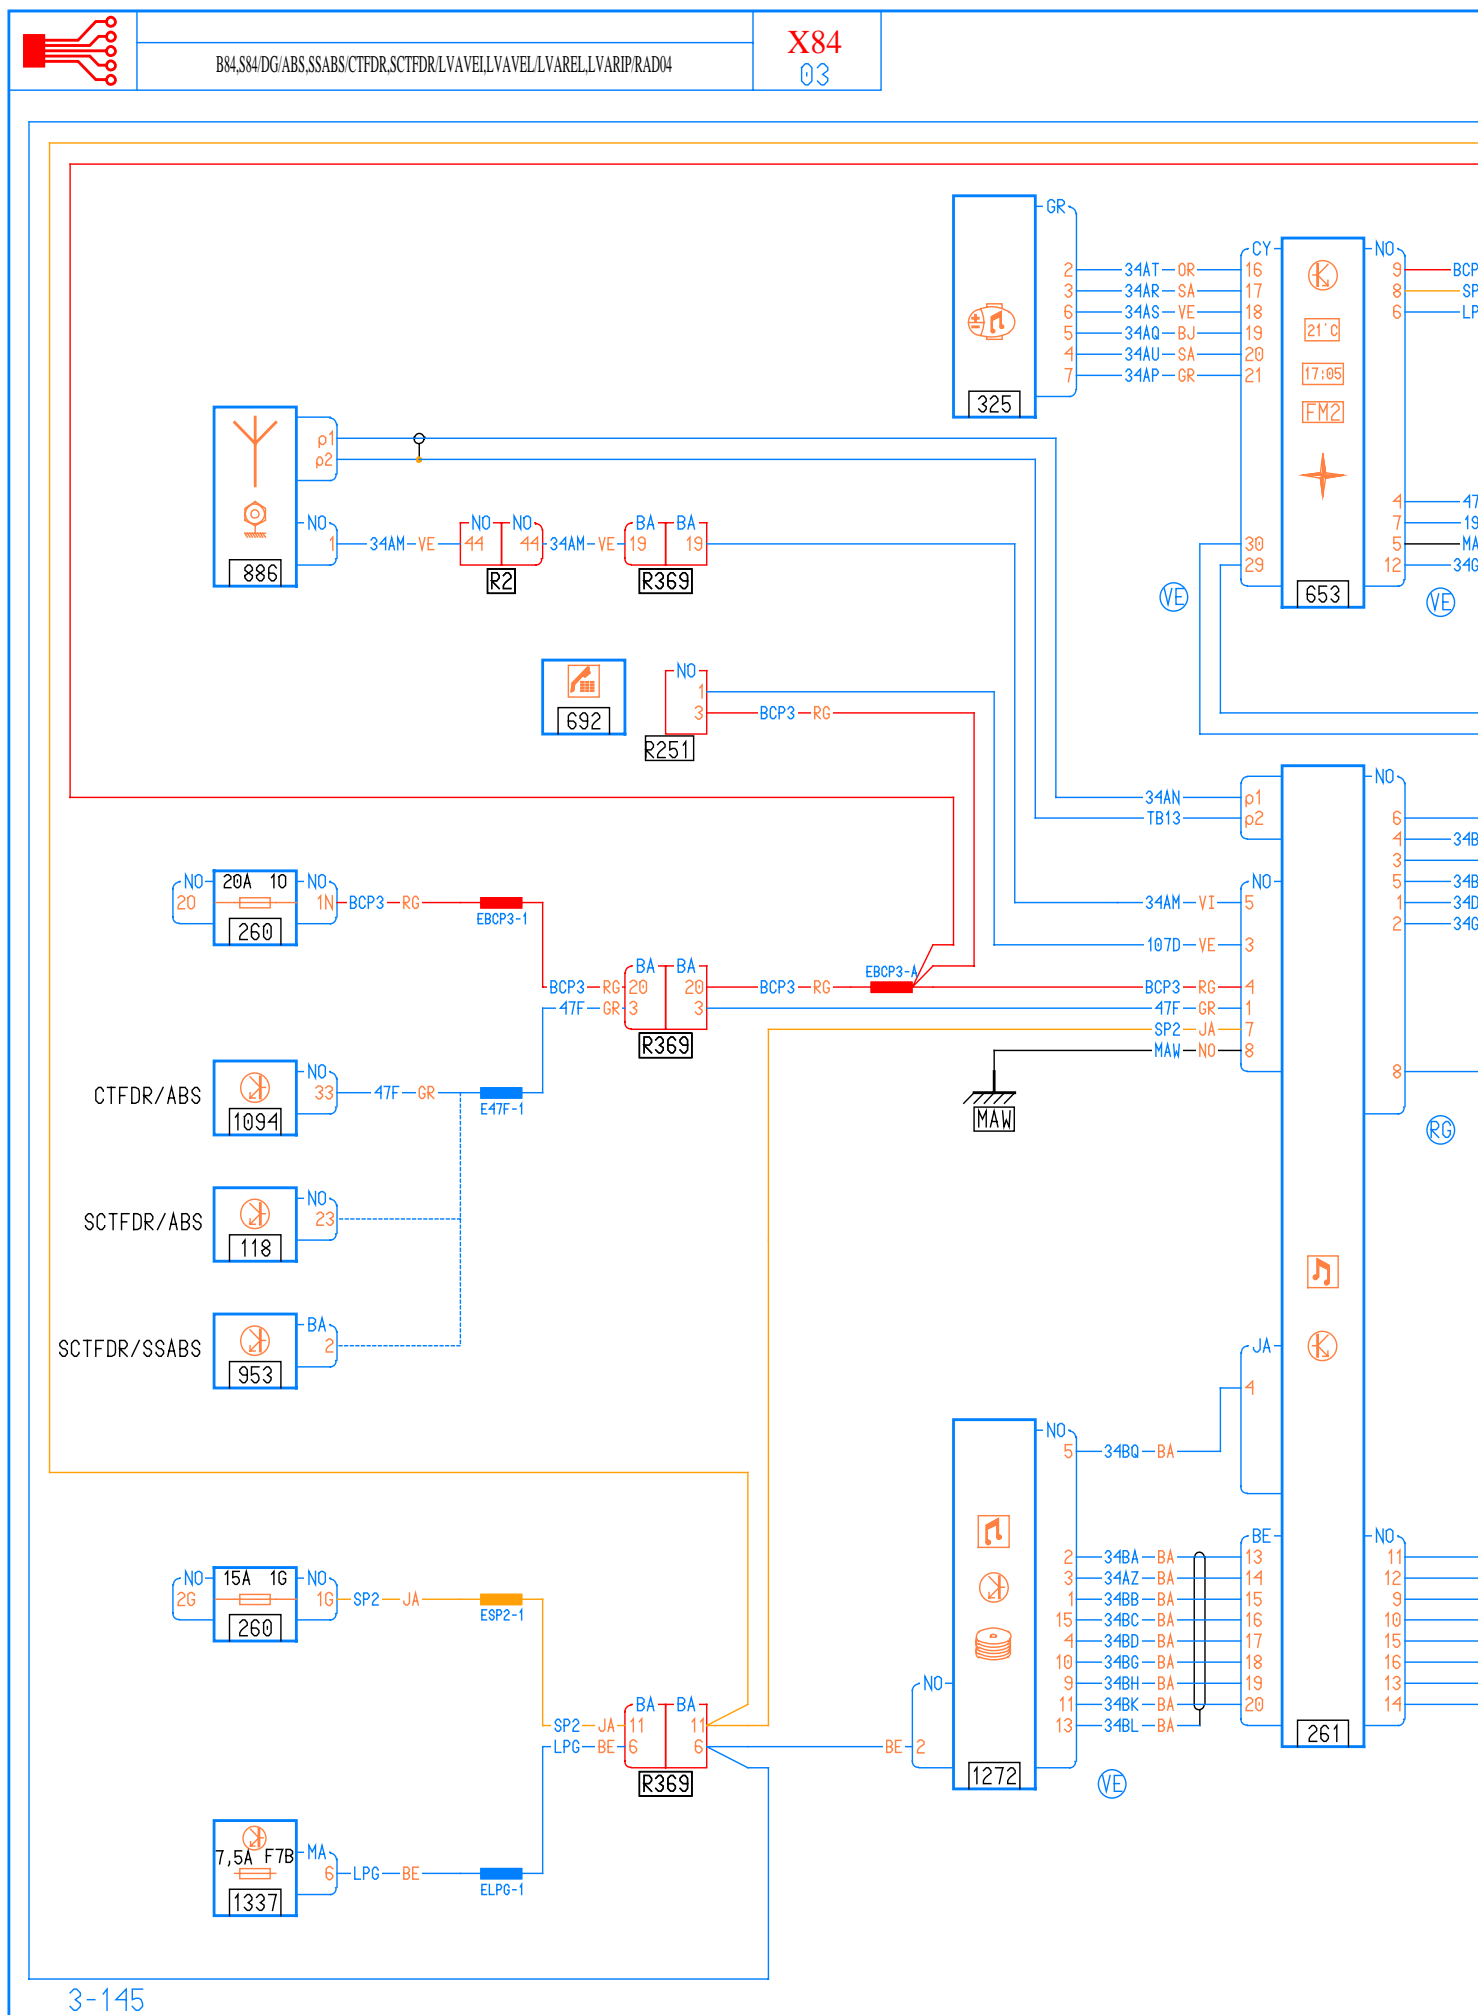 X84
B84,S84/DG/ABS,SSABS/CTFDR,SCTFDR/LVAVEI,LVAVEL/LVAREL,LVARIP/RAD04
03
GR
CY NO
2 34AT OR 16 9 BCP
3 34AR SA 17 8 SP
6 34AS VE 18 6 LP
5 34AQ BJ 19 21°C
4 34AU SA 20
7 34AP GR 21 17:05
325
FM2
p1
p2
4 47
NO NO NO BA BA 7 19
1 34AM VE 44 44 34AM VE 19 19 30 5 MA
886 R2 R369 29 12 34G
VE 653 VE
NO
1
692 3 BCP3 RG
R251
NO
34AN p1
TB13 p2 6
4 34B
3
NO 20A 10 NO NO 5 34B
20 1N BCP3 RG 34AM VI 5 1 34D
260 EBCP3-1 2 34G
107D VE 3
BA BA EBCP3-A
BCP3 RG 20 20 BCP3 RG BCP3 RG 4
47F GR 3 3 47F GR 1
R369 SP2 JA 7
MAW NO 8
NO 8
CTFDR/ABS 33 47F GR
1094 E47F-1 MAW
RG
NO
SCTFDR/ABS 23
118
BA
SCTFDR/SSABS 2 JA
953
4
NO
5 34BQ BA
BE NO
2 34BA BA 13 11
NO 15A 1G NO 3 34AZ BA 14 12
2G 1G SP2 JA 1 34BB BA 15 9
260 ESP2-1 15 34BC BA 16 10
4 34BD BA 17 15
10 34BG BA 18 16
NO 9 34BH BA 19 13
BA BA 11 34BK BA 20 14
SP2 JA 11 11 13 34BL BA
LPG BE 6 6 BE 2 261
R369 1272 VE
7,5A F7B MA
6 LPG BE
1337 ELPG-1
3-145